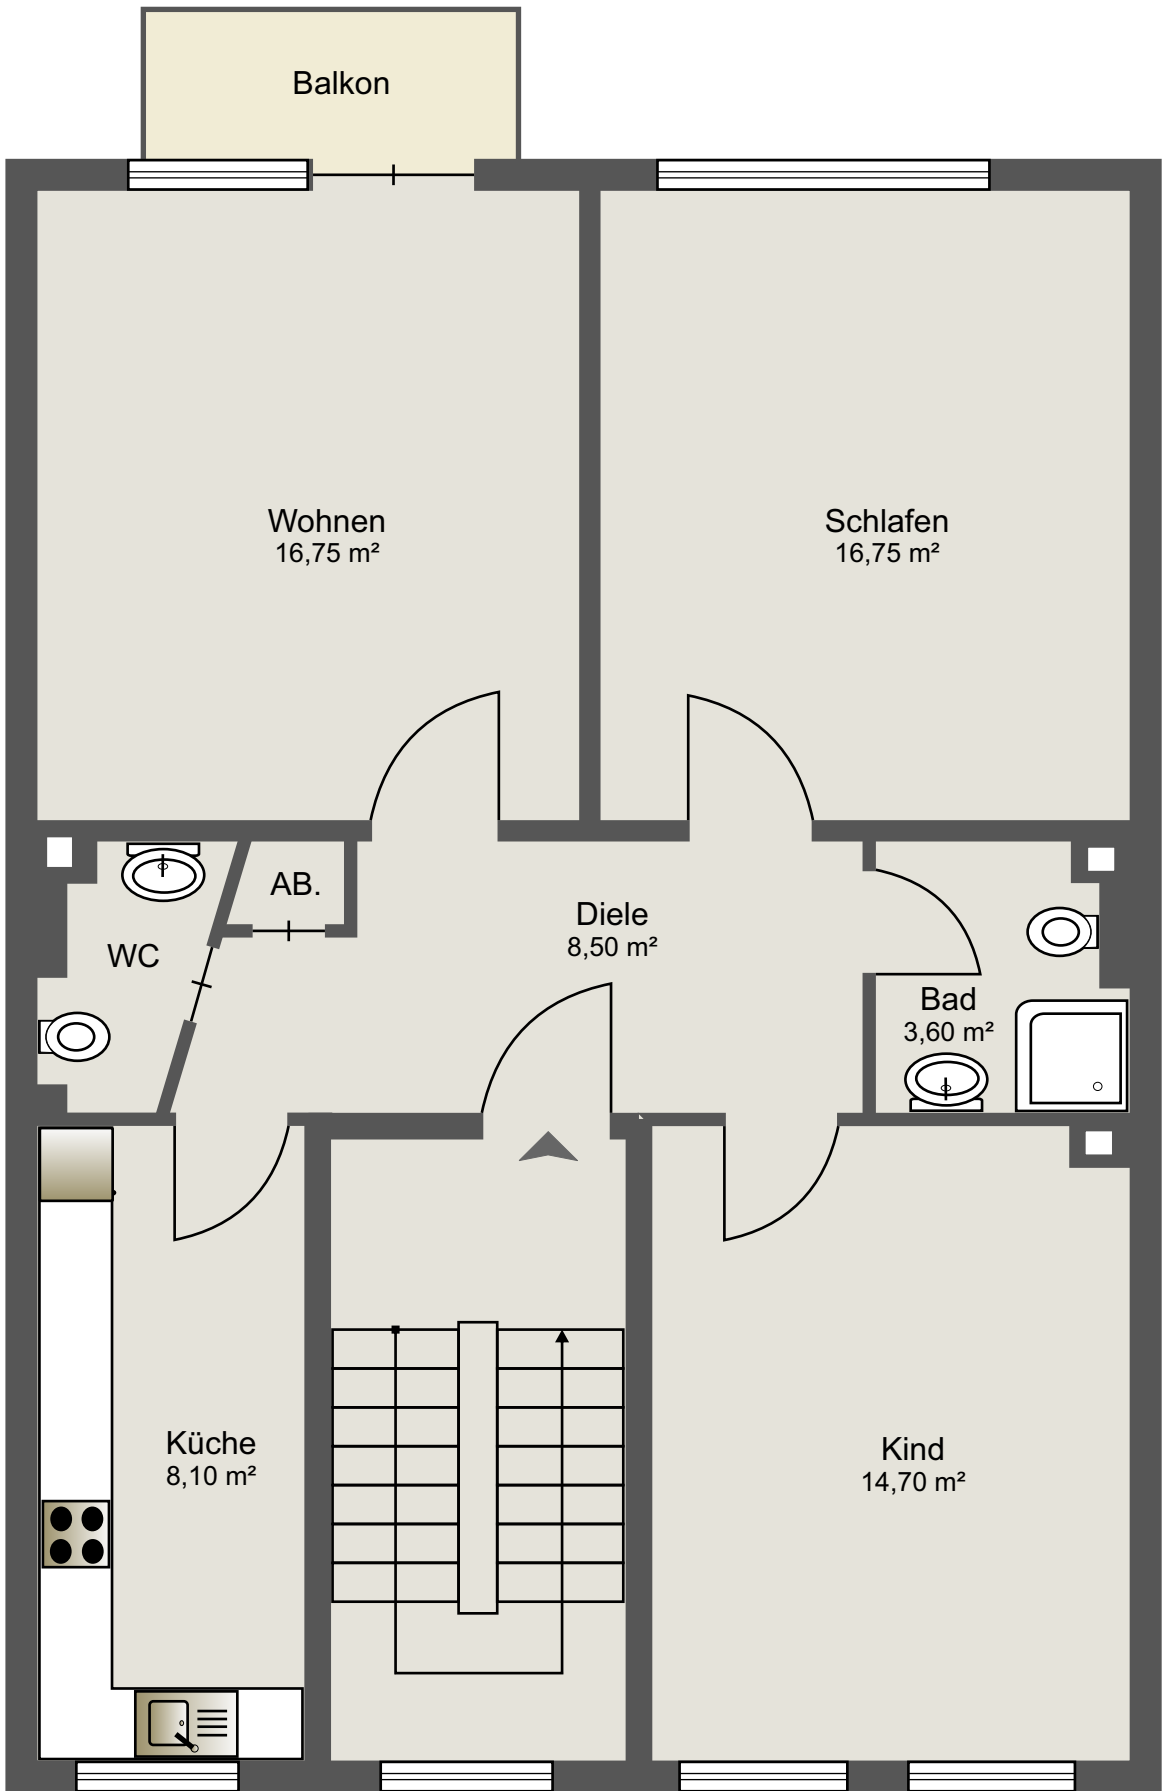 Balkon
Wohnen
16,75 m²
Schlafen
16,75 m²
AB.
WC
Diele
8,50 m²
Bad
3,60 m²
Küche
8,10 m²
Kind
14,70 m²